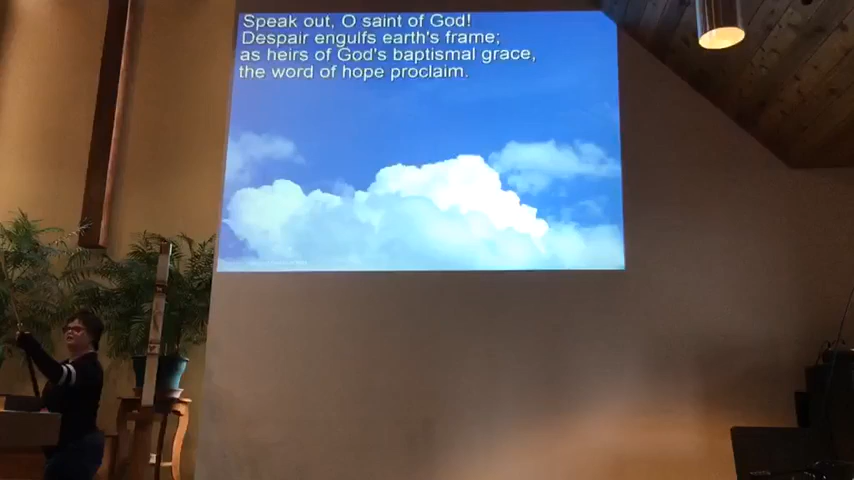 Speak out, O saint of God!
Despair engulfs earth's frame;
as heirs of God's baptismal grace,
the word of hope proclaim.